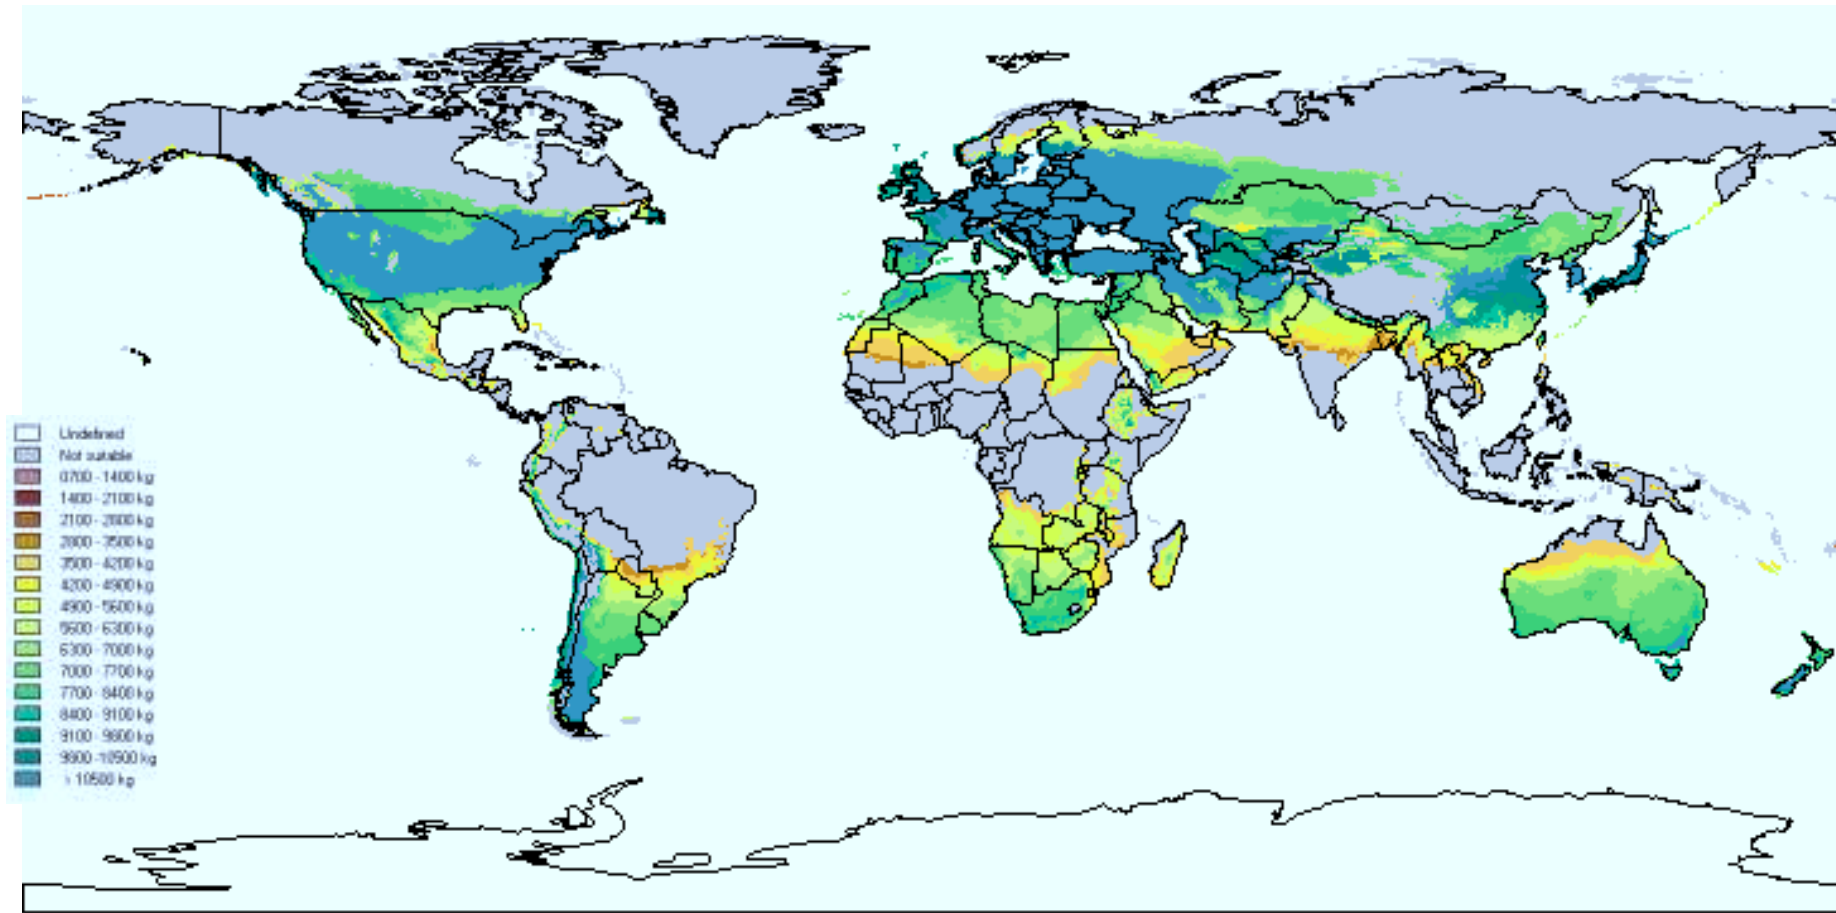 Undefined
Not suitable
0700 - 1400 kg
1400 - 2100 kg
2100 - 2800 kg
2800 - 3500 kg
3500 - 4200 kg
4200 - 4900 kg
4900 - 5600 kg
5600 - 6300 kg
6300 - 7000 kg
7000 - 7700 kg
7700 - 8400 kg
8400 - 9100 kg
9100 - 9800 kg
9800 - 10500 kg
> 10500 kg